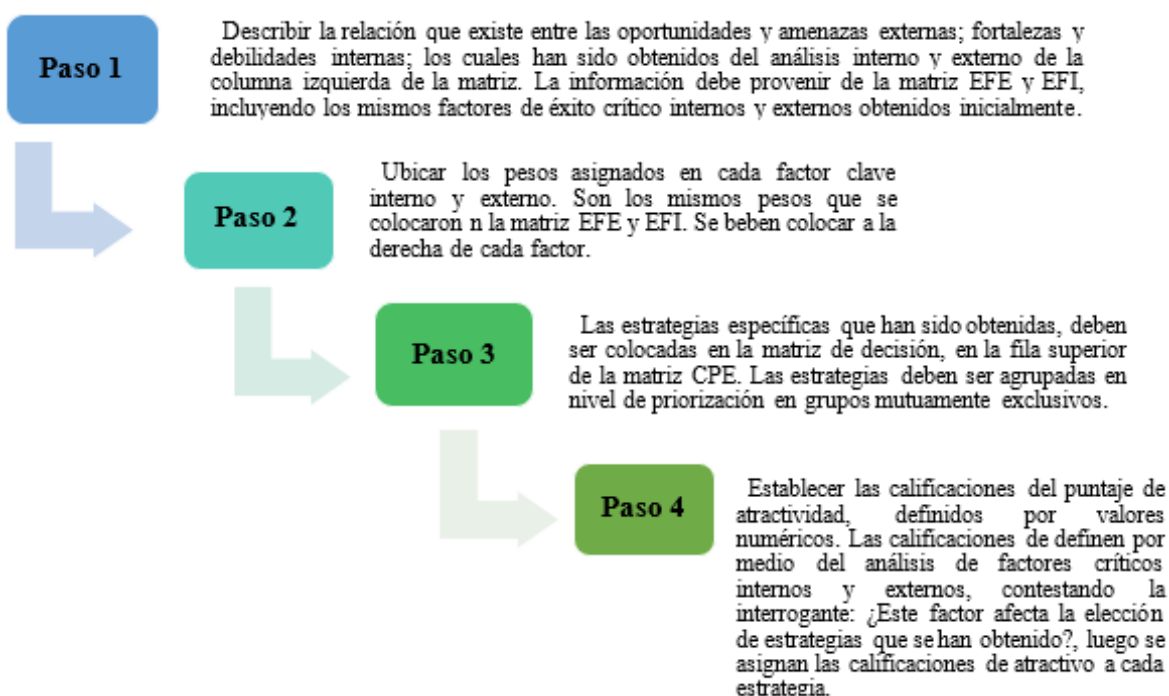 Paso 1
Describir la relación que existe entre las oportunidades y amenazas externas; fortalezas y
debilidades internas; los cuales han sido obtenidos del análisis interno y externo de la
columna izquierda de la matriz. La información debe provenir de la matriz EFE y EFI,
incluyendo los mismos factores de éxito crítico internos y externos obtenidos inicialmente.
Paso 2
Ubicar los pesos asignados en cada factor clave
interno y externo. Son los mismos pesos que se
colocaron n la matriz EFE y EFI. Se beben colocar a la
derecha de cada factor.
Paso 3
Las estrategias específicas que han sido obtenidas, deben
ser colocadas en la matriz de decisión, en la fila superior
de la matriz CPE. Las estrategias deben ser agrupadas en
nivel de priorización en grupos mutuamente exclusivos.
Paso 4
Establecer las calificaciones del puntaje de
atractividad, definidos por valores
numéricos. Las calificaciones de definen por
medio del análisis de factores críticos
internos y externos, contestando la
interrogante: ¿Este factor afecta la elección
de estrategias que se han obtenido?, luego se
asignan las calificaciones de atractivo a cada
estrategia.